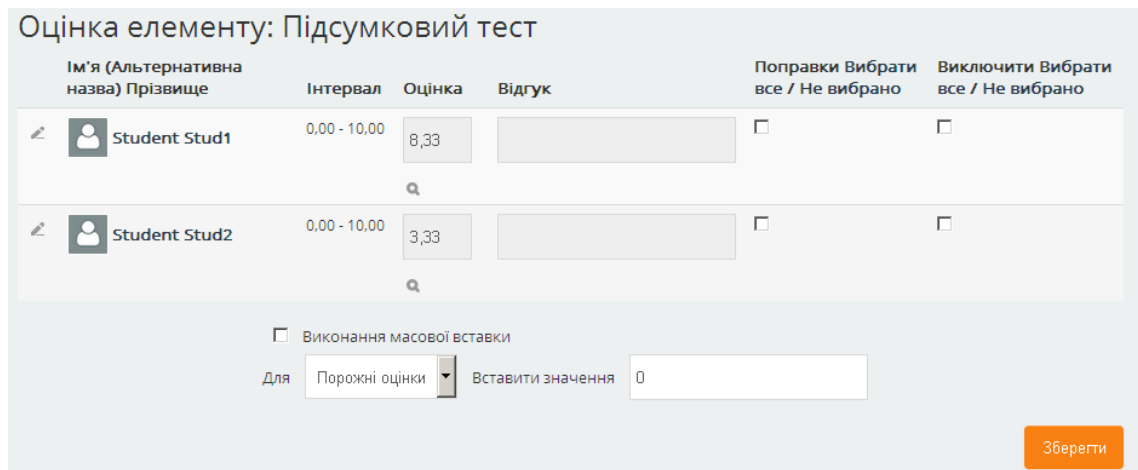 Оцінка елементу: Підсумковий тест
Ім'я (Альтернативна назва) Прізвище Інтервал Оцінка Відгук Поправки Вибрати все / Не вибрано Виключити Вибрати все / Не вибрано
Student Stud1 0,00 - 10,00 8,33
Student Stud2 0,00 - 10,00 3,33
Виконання масової вставки
Для Порожні оцінки Вставити значення 0
Зберегти